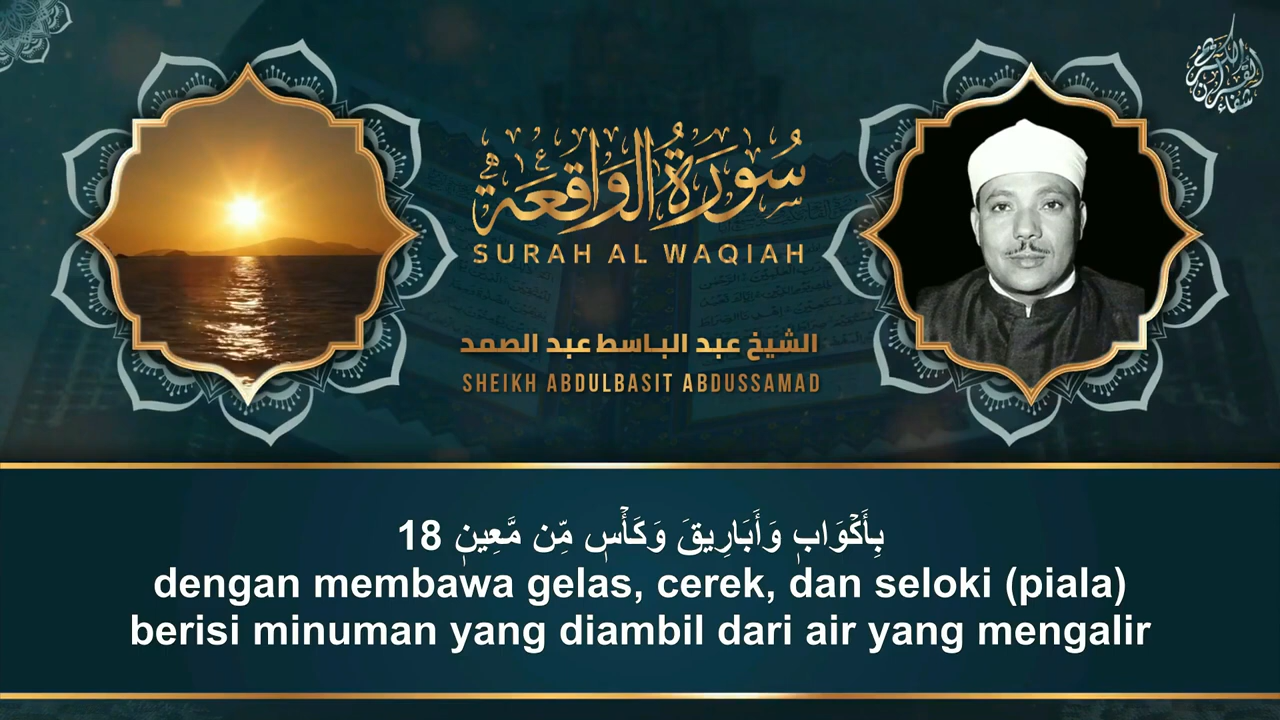 سُورَةُ الْوَاقِعَة
SURAH AL WAQIAH
الشيخ عبد الباسط عبد الصمد
SHEIKH ABDULBASIT ABDUSSAMAD
بِأَكۡوَابٖ وَأَبَارِيقَ وَكَأۡسٖ مِّن مَّعِينٖ 18
dengan membawa gelas, cerek, dan seloki (piala)
berisi minuman yang diambil dari air yang mengalir